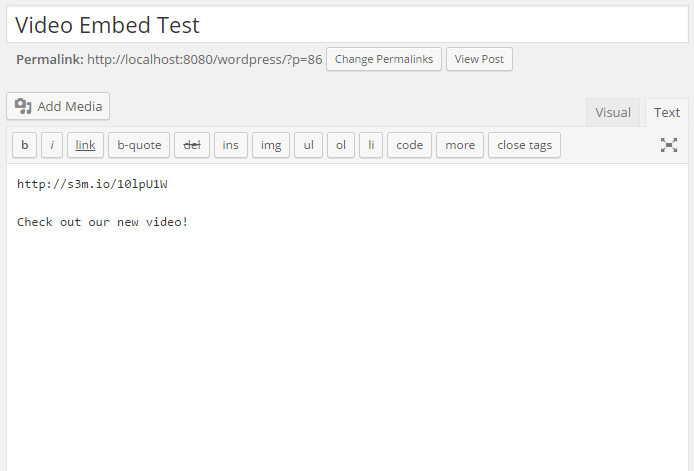 Video Embed Test
Permalink: http://localhost:8080/wordpress/?p=86 Change Permalinks View Post
Add Media
Visual Text
b i link b-quote del ins img ul ol li code more close tags
http://s3m.io/10lpU1W
Check out our new video!